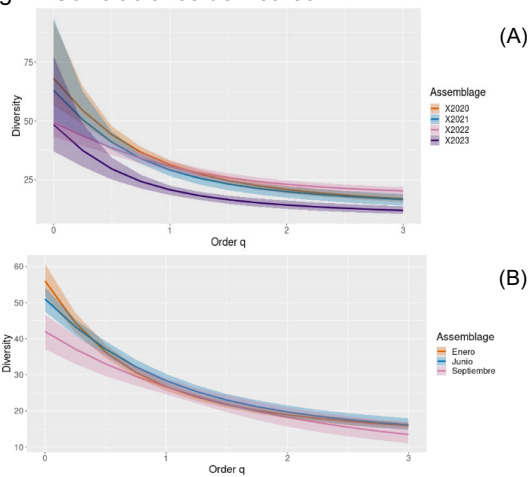 (A)
75
50
25
Diversity
0
1
2
3
Order q
Assemblage
X2020
X2021
X2022
X2023
(B)
60
50
40
30
20
10
Diversity
0
1
2
3
Order q
Assemblage
Enero
Junio
Septiembre